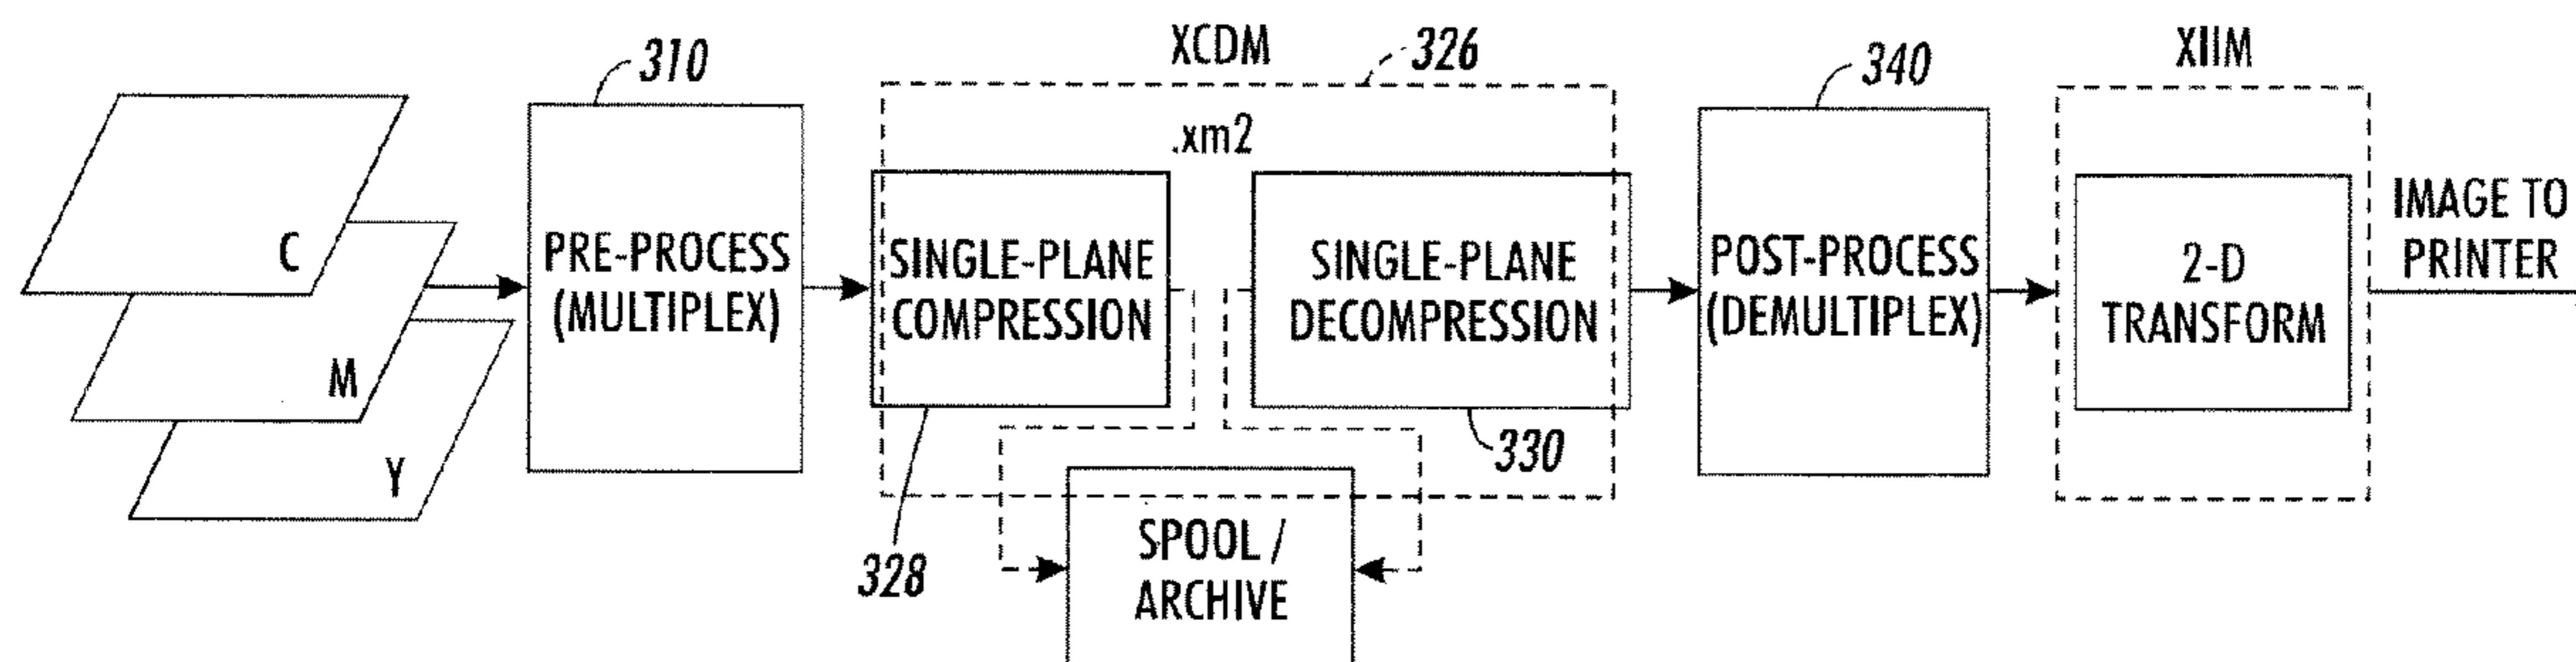 C
M
Y
310
PRE-PROCESS
(MULTIPLEX)
XCDM
326
.xm2
SINGLE-PLANE
COMPRESSION
328
SINGLE-PLANE
DECOMPRESSION
330
SPOOL /
ARCHIVE
340
POST-PROCESS
(DEMULTIPLEX)
XIIM
2-D
TRANSFORM
IMAGE TO
PRINTER